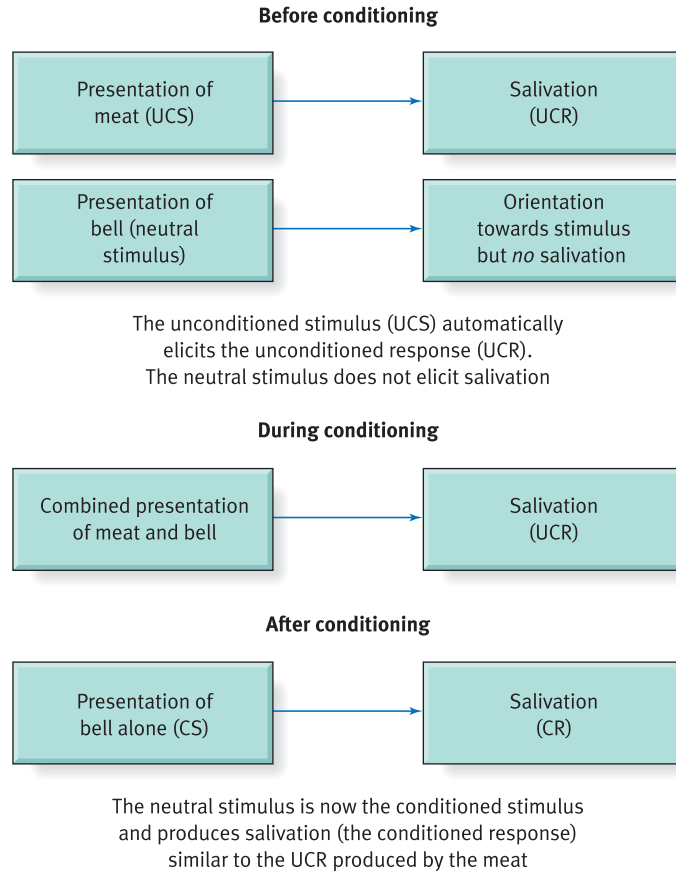 Before conditioning
Presentation of
meat (UCS)
Salivation
(UCR)
Presentation of
bell (neutral
stimulus)
Orientation
towards stimulus
but no salivation
The unconditioned stimulus (UCS) automatically
elicits the unconditioned response (UCR).
The neutral stimulus does not elicit salivation
During conditioning
Combined presentation
of meat and bell
Salivation
(UCR)
After conditioning
Presentation of
bell alone (CS)
Salivation
(CR)
The neutral stimulus is now the conditioned stimulus
and produces salivation (the conditioned response)
similar to the UCR produced by the meat